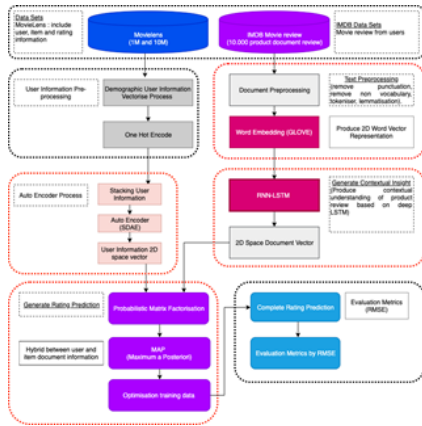 Data Sets
MovieLens : include
user, item and rating
information
Movielens
(1M and 10M)
IMDB Movie review
(10.000 product document review)
IMDB Data Sets
Movie review from users
User Information Pre-
processing
Demographic User Information
Vectorise Process
One Hot Encode
Document Preprocessing
Word Embedding (GLOVE)
Text Preprocessing
(remove punctuation,
remove non vocabulary,
tokeniser, lemmatisation).
Produce 2D Word Vector
Representation
Auto Encoder Process
Stacking User
Information
Auto Encoder
(SDAE)
User Information 2D
space vector
RNN-LSTM
2D Space Document Vector
Generate Contextual Insight
(Produce contextual
understanding of product
review based on deep
LSTM)
Generate Rating Prediction
Hybrid between user and
item document information
Probabilistic Matrix Factorisation
MAP
(Maximum a Posteriori)
Optimisation training data
Complete Rating Prediction
Evaluation Metrics by RMSE
Evaluation Metrics
(RMSE)